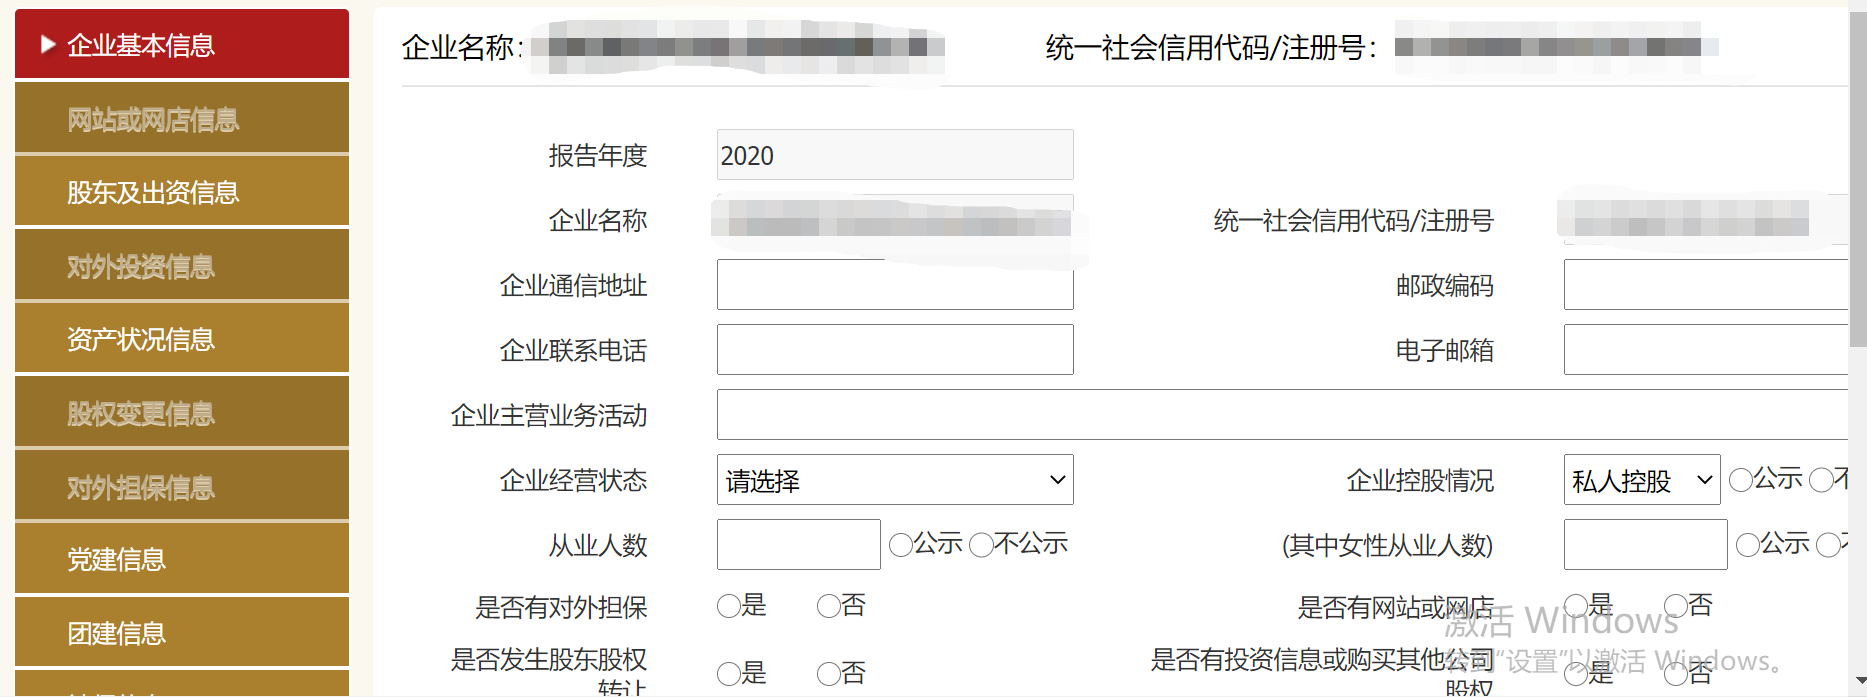 企业基本信息
网站或网店信息
股东及出资信息
对外投资信息
资产状况信息
股权变更信息
对外担保信息
党建信息
团建信息
企业名称：
统一社会信用代码/注册号：
报告年度 2020
企业名称 统一社会信用代码/注册号
企业通信地址 邮政编码
企业联系电话 电子邮箱
企业主营业务活动
企业经营状态 请选择 企业控股情况 私人控股 公示
从业人数 公示 不公示 (其中女性从业人数) 公示
是否有对外担保 是 否 是否有网站或网店 是 否
是否发生股东股权
转让 是 否
是否有投资信息或购买其他公司
股权 是 否
激活 Windows
转到“设置”以激活 Windows。